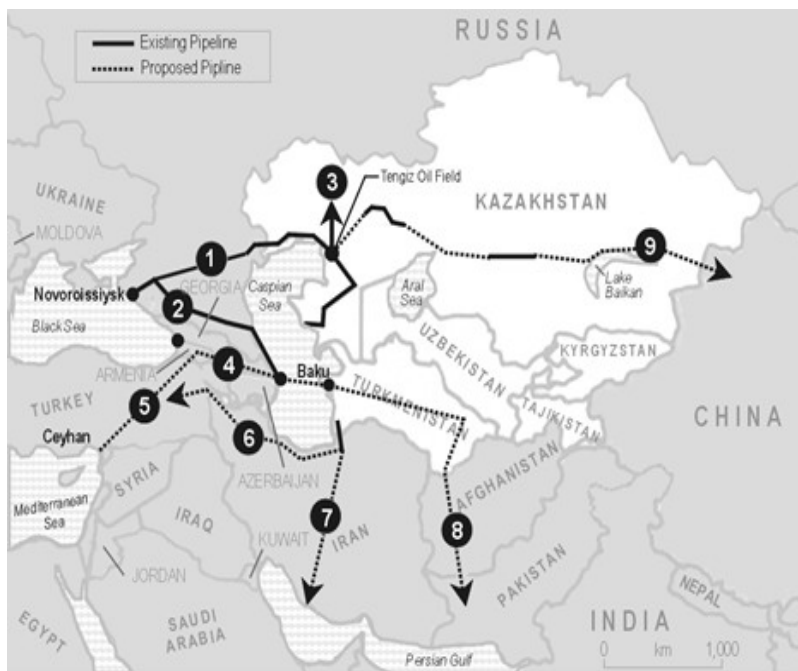 Existing Pipeline
Proposed Pipline
RUSSIA
3
Tengiz Oil Field
KAZAKHSTAN
UKRAINE
MOLDOVA
1
9
Novoroissiysk
GEORGIA
2
Caspian
Sea
Aral
Sea
Lake
Baikan
Black Sea
UZBEKISTAN
KYRGYZSTAN
ARMENIA
4
Baku
TURKMENISTAN
TAJIKISTAN
CHINA
TURKEY
5
Ceyhan
6
AZERBAIJAN
AFGHANISTAN
SYRIA
Mediterranean
Sea
IRAQ
KUWAIT
7
IRAN
8
PAKISTAN
JORDAN
NEPAL
EGYPT
SAUDI
ARABIA
INDIA
Persian Gulf
0 km 1,000